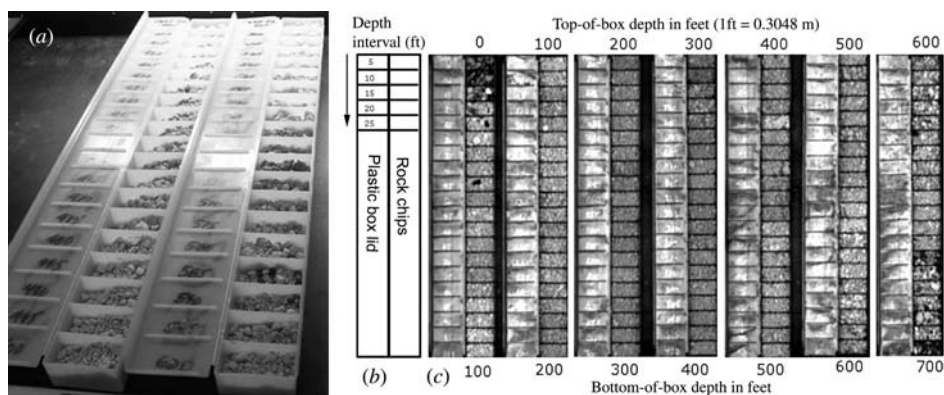 (a)
Depth
interval (ft)
Top-of-box depth in feet (1ft = 0.3048 m)
0 100 200 300 400 500 600
5
10
15
20
25
Plastic box lid
Rock chips
(b)
(c)
100 200 300 400 500 600 700
Bottom-of-box depth in feet